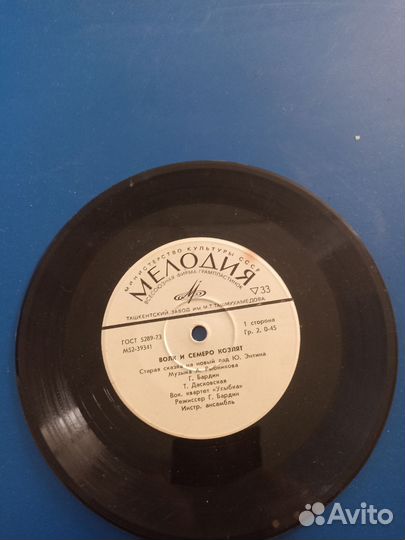 МИНИСТЕРСТВО КУЛЬТУРЫ СССР
МЕЛОДИЯ
ВСЕСОЮЗНАЯ ФИРМА ГРАМПЛАСТИНОК
▽33
ТАШКЕНТСКИЙ ЗАВОД ИМ М.Т.ТАШМУХАМЕДОВА
ГОСТ 5289-73
М52-39341
1 сторона
Гр. 2. 0-45
ВОЛК И СЕМЕРО КОЗЛЯТ
Старая сказка на новый лад Ю. Энтина
Музыка А. Рыбникова
Г. Бардин
Т. Дасковская
Вок. квартет «Улыбка»
Режиссер Г. Бардин
Инстр. ансамбль
Avito